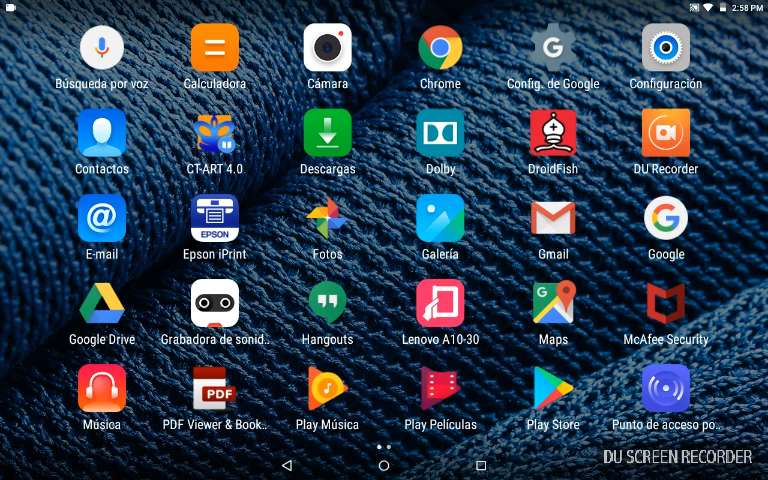 2:58 PM
Búsqueda por voz
Calculadora
Cámara
Chrome
Config. de Google
Configuración
Contactos
CT-ART 4.0
Descargas
Dolby
DroidFish
DU Recorder
EPSON
E-mail
Epson iPrint
Fotos
Galería
Gmail
Google
Google Drive
Grabadora de sonid..
Hangouts
Lenovo A10-30
Maps
McAfee Security
PDF
Música
PDF Viewer & Book..
Play Música
Play Películas
Play Store
Punto de acceso po..
DU SCREEN RECORDER